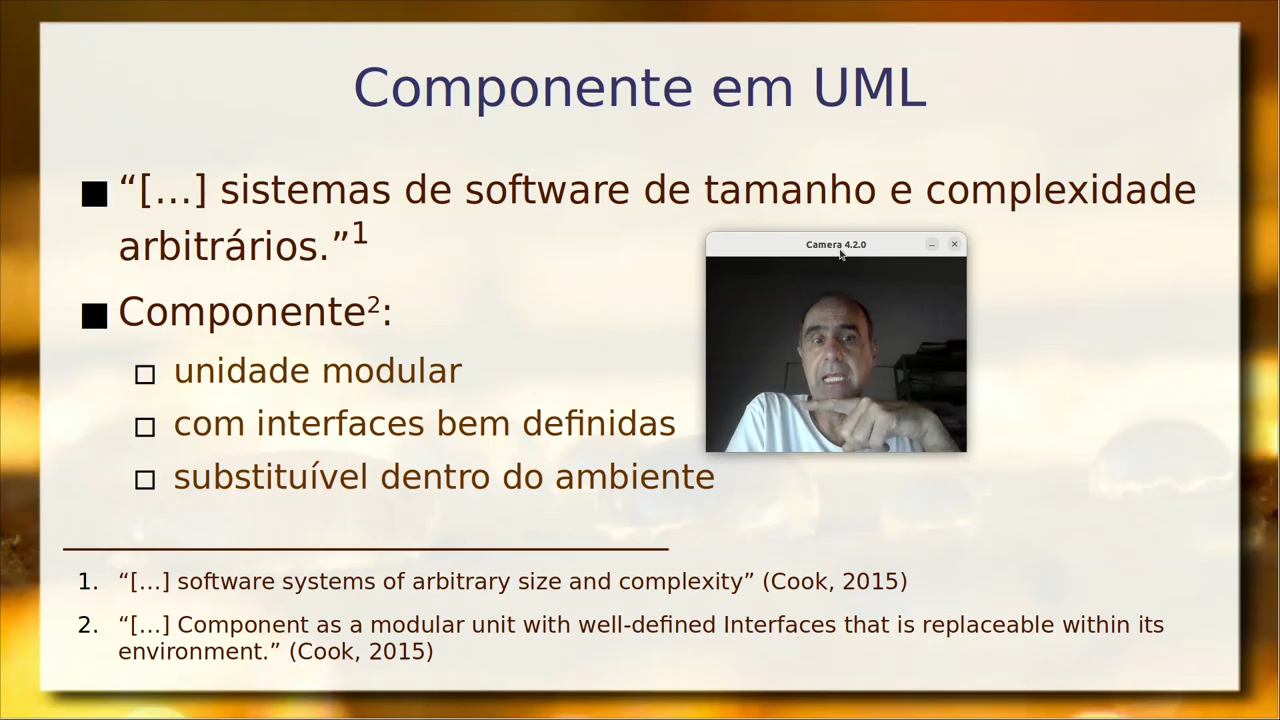 Componente em UML
“[...] sistemas de software de tamanho e complexidade
arbitrários.”1
Camera 4.2.0
Componente2:
unidade modular
com interfaces bem definidas
substituível dentro do ambiente
1. “[...] software systems of arbitrary size and complexity” (Cook, 2015)
2. “[...] Component as a modular unit with well-defined Interfaces that is replaceable within its
environment.” (Cook, 2015)